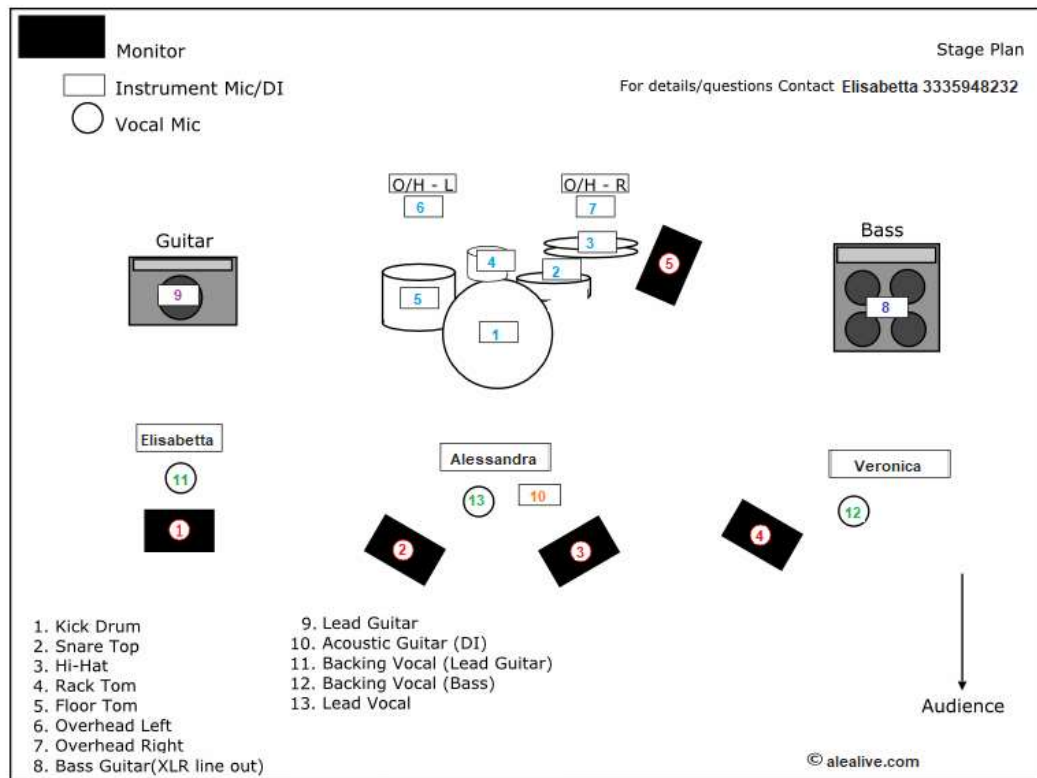 Monitor
Stage Plan
Instrument Mic/DI
For details/questions Contact Elisabetta 3335948232
Vocal Mic
O/H - L
O/H - R
6
7
Guitar
Bass
3
4
2
5
9
5
8
1
Elisabetta
Alessandra
Veronica
11
13
10
12
1
2
3
4
1. Kick Drum
2. Snare Top
3. Hi-Hat
4. Rack Tom
5. Floor Tom
6. Overhead Left
7. Overhead Right
8. Bass Guitar(XLR line out)
9. Lead Guitar
10. Acoustic Guitar (DI)
11. Backing Vocal (Lead Guitar)
12. Backing Vocal (Bass)
13. Lead Vocal
Audience
© alealive.com